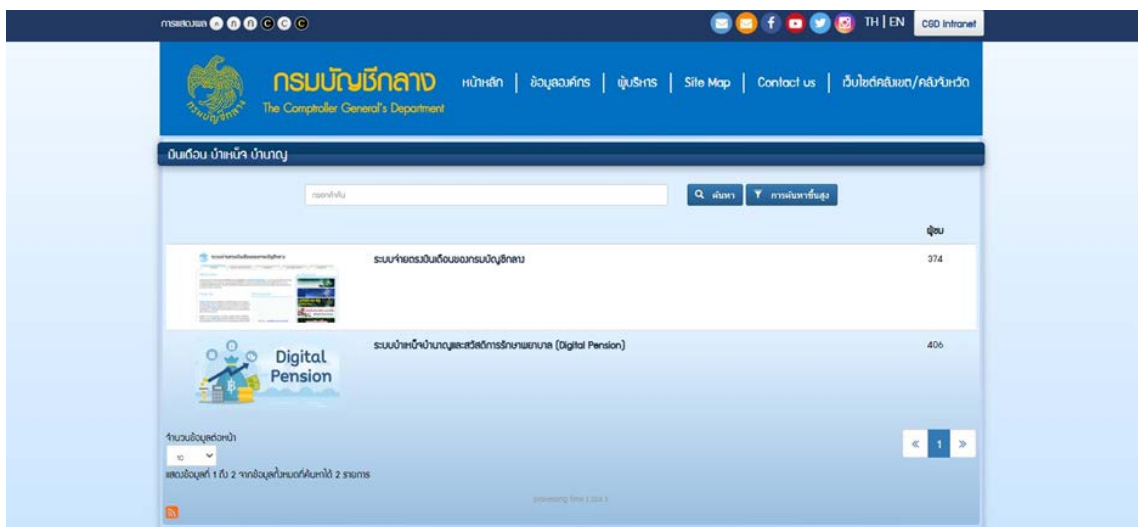 การแสดงผล ก ก ก C C C
TH | EN CGD Intranet
กรมบัญชีกลาง
The Comptroller General's Department
หน้าหลัก | ข้อมูลองค์กร | ผู้บริหาร | Site Map | Contact us | เว็บไซต์คลังเขต/คลังจังหวัด
เงินเดือน บำเหน็จ บำนาญ
กรอกคำค้น
ค้นหา การค้นหาขั้นสูง
ผู้ชม
ระบบจ่ายตรงเงินเดือนของกรมบัญชีกลาง 374
Digital
Pension
ระบบบำเหน็จบำนาญและสวัสดิการรักษาพยาบาล (Digital Pension) 406
จำนวนข้อมูลต่อหน้า
10
« 1 »
แสดงข้อมูลที่ 1 ถึง 2 จากข้อมูลทั้งหมดที่ค้นหาได้ 2 รายการ